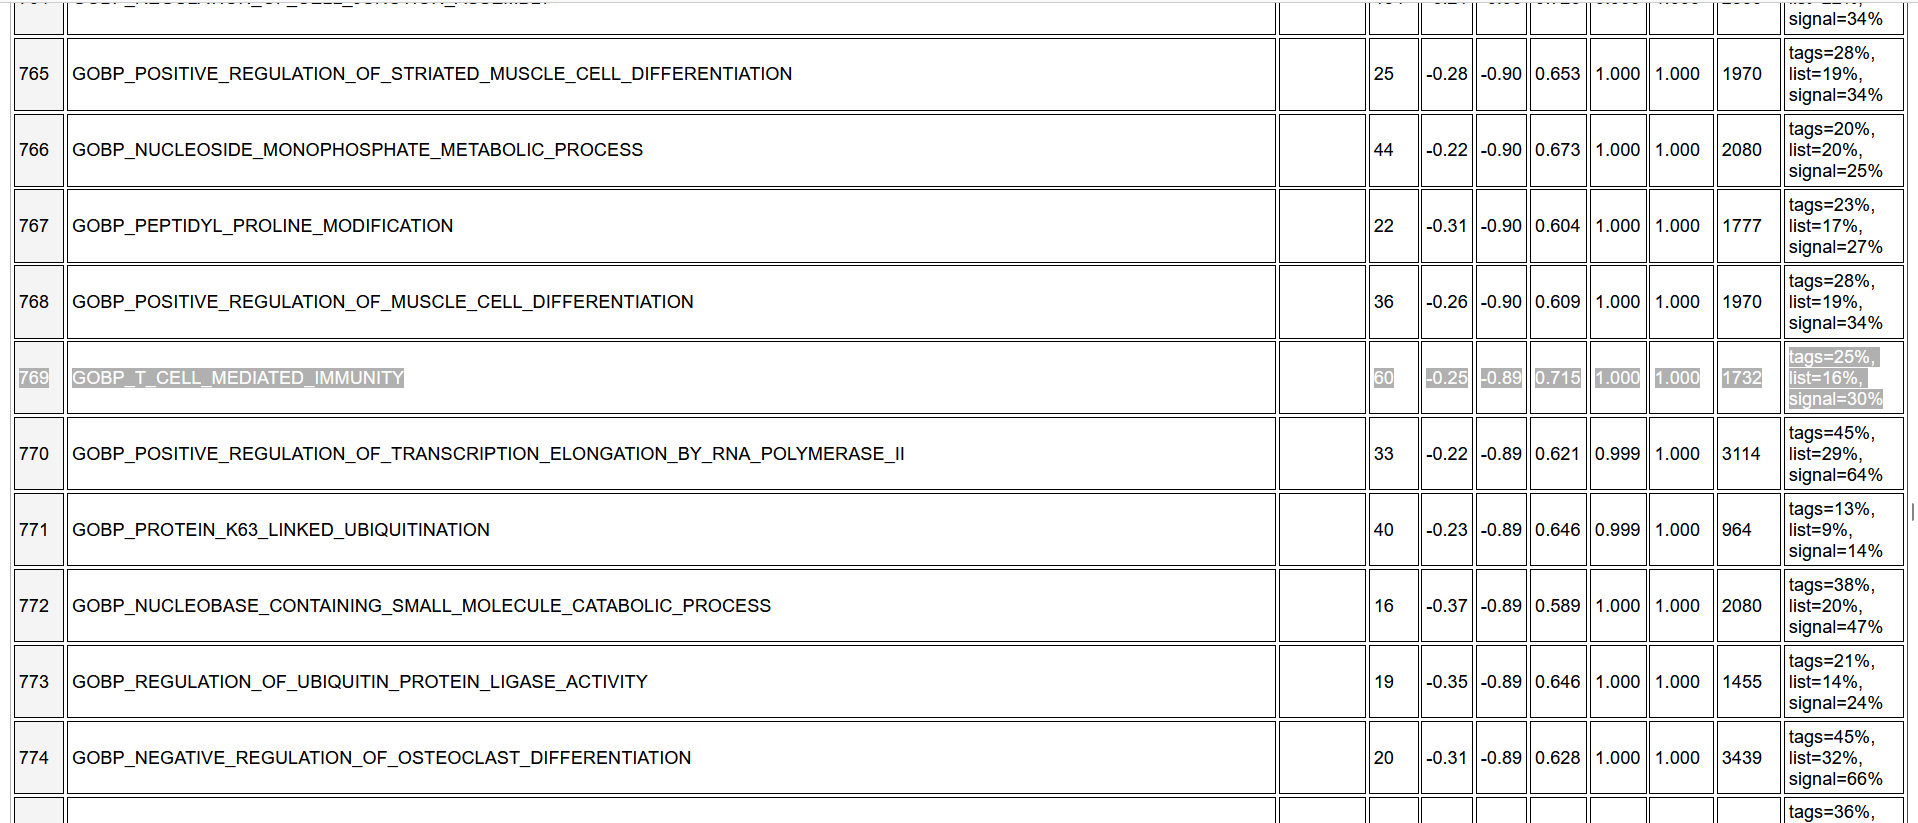 signal=34%
765 GOBP_POSITIVE_REGULATION_OF_STRIATED_MUSCLE_CELL_DIFFERENTIATION 25 -0.28 -0.90 0.653 1.000 1.000 1970 tags=28%,
list=19%,
signal=34%
766 GOBP_NUCLEOSIDE_MONOPHOSPHATE_METABOLIC_PROCESS 44 -0.22 -0.90 0.673 1.000 1.000 2080 tags=20%,
list=20%,
signal=25%
767 GOBP_PEPTIDYL_PROLINE_MODIFICATION 22 -0.31 -0.90 0.604 1.000 1.000 1777 tags=23%,
list=17%,
signal=27%
768 GOBP_POSITIVE_REGULATION_OF_MUSCLE_CELL_DIFFERENTIATION 36 -0.26 -0.90 0.609 1.000 1.000 1970 tags=28%,
list=19%,
signal=34%
769 GOBP_T_CELL_MEDIATED_IMMUNITY 60 -0.25 -0.89 0.715 1.000 1.000 1732 tags=25%,
list=16%,
signal=30%
770 GOBP_POSITIVE_REGULATION_OF_TRANSCRIPTION_ELONGATION_BY_RNA_POLYMERASE_II 33 -0.22 -0.89 0.621 0.999 1.000 3114 tags=45%,
list=29%,
signal=64%
771 GOBP_PROTEIN_K63_LINKED_UBIQUITINATION 40 -0.23 -0.89 0.646 0.999 1.000 964 tags=13%,
list=9%,
signal=14%
772 GOBP_NUCLEOBASE_CONTAINING_SMALL_MOLECULE_CATABOLIC_PROCESS 16 -0.37 -0.89 0.589 1.000 1.000 2080 tags=38%,
list=20%,
signal=47%
773 GOBP_REGULATION_OF_UBIQUITIN_PROTEIN_LIGASE_ACTIVITY 19 -0.35 -0.89 0.646 1.000 1.000 1455 tags=21%,
list=14%,
signal=24%
774 GOBP_NEGATIVE_REGULATION_OF_OSTEOCLAST_DIFFERENTIATION 20 -0.31 -0.89 0.628 1.000 1.000 3439 tags=45%,
list=32%,
signal=66%
tags=36%,